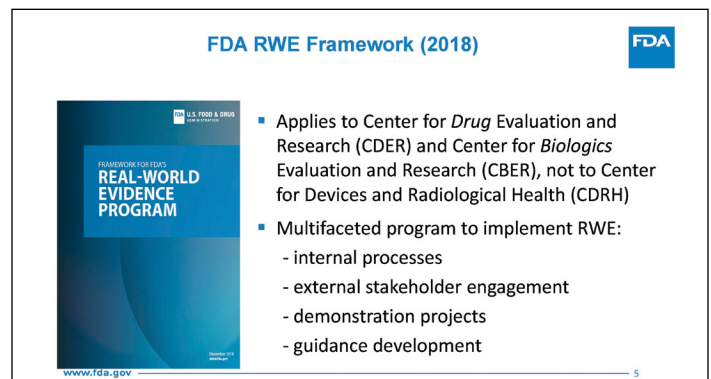 FDA RWE Framework (2018)
FDA
FDA U.S. FOOD & DRUG
ADMINISTRATION
FRAMEWORK FOR FDA'S
REAL-WORLD
EVIDENCE
PROGRAM
December 2018
www.fda.gov
▪ Applies to Center for Drug Evaluation and
Research (CDER) and Center for Biologics
Evaluation and Research (CBER), not to Center
for Devices and Radiological Health (CDRH)
▪ Multifaceted program to implement RWE:
- internal processes
- external stakeholder engagement
- demonstration projects
- guidance development
www.fda.gov
5